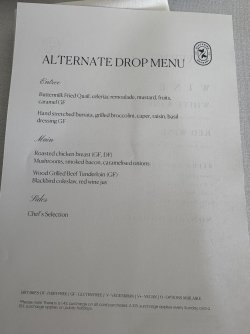 ALTERNATE DROP MENU
Entree
Buttermilk Fried Quail, celeriac remoulade, mustard, fruits,
caramel GF
Hand stretched burrata, grilled broccolini, caper, raisin, basil
dressing GF
Main
Roasted chicken breast (GF, DF)
Mushrooms, smoked bacon, caramelised onions
Wood Grilled Beef Tenderloin (GF)
Blackbird coleslaw, red wine jus
Sides
Chef's Selection